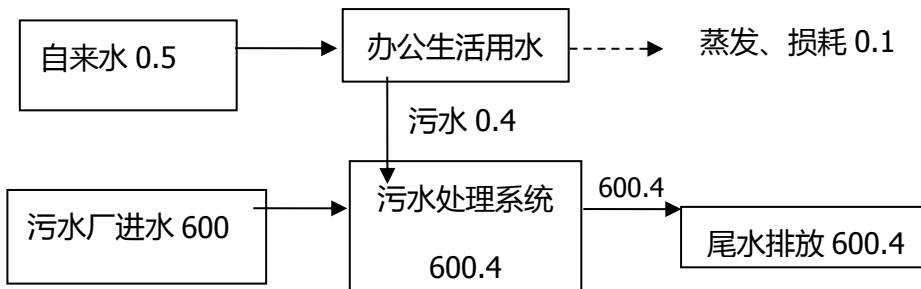 自来水 0.5
办公生活用水
蒸发、损耗 0.1
污水 0.4
污水厂进水 600
污水处理系统
600.4
600.4
尾水排放 600.4